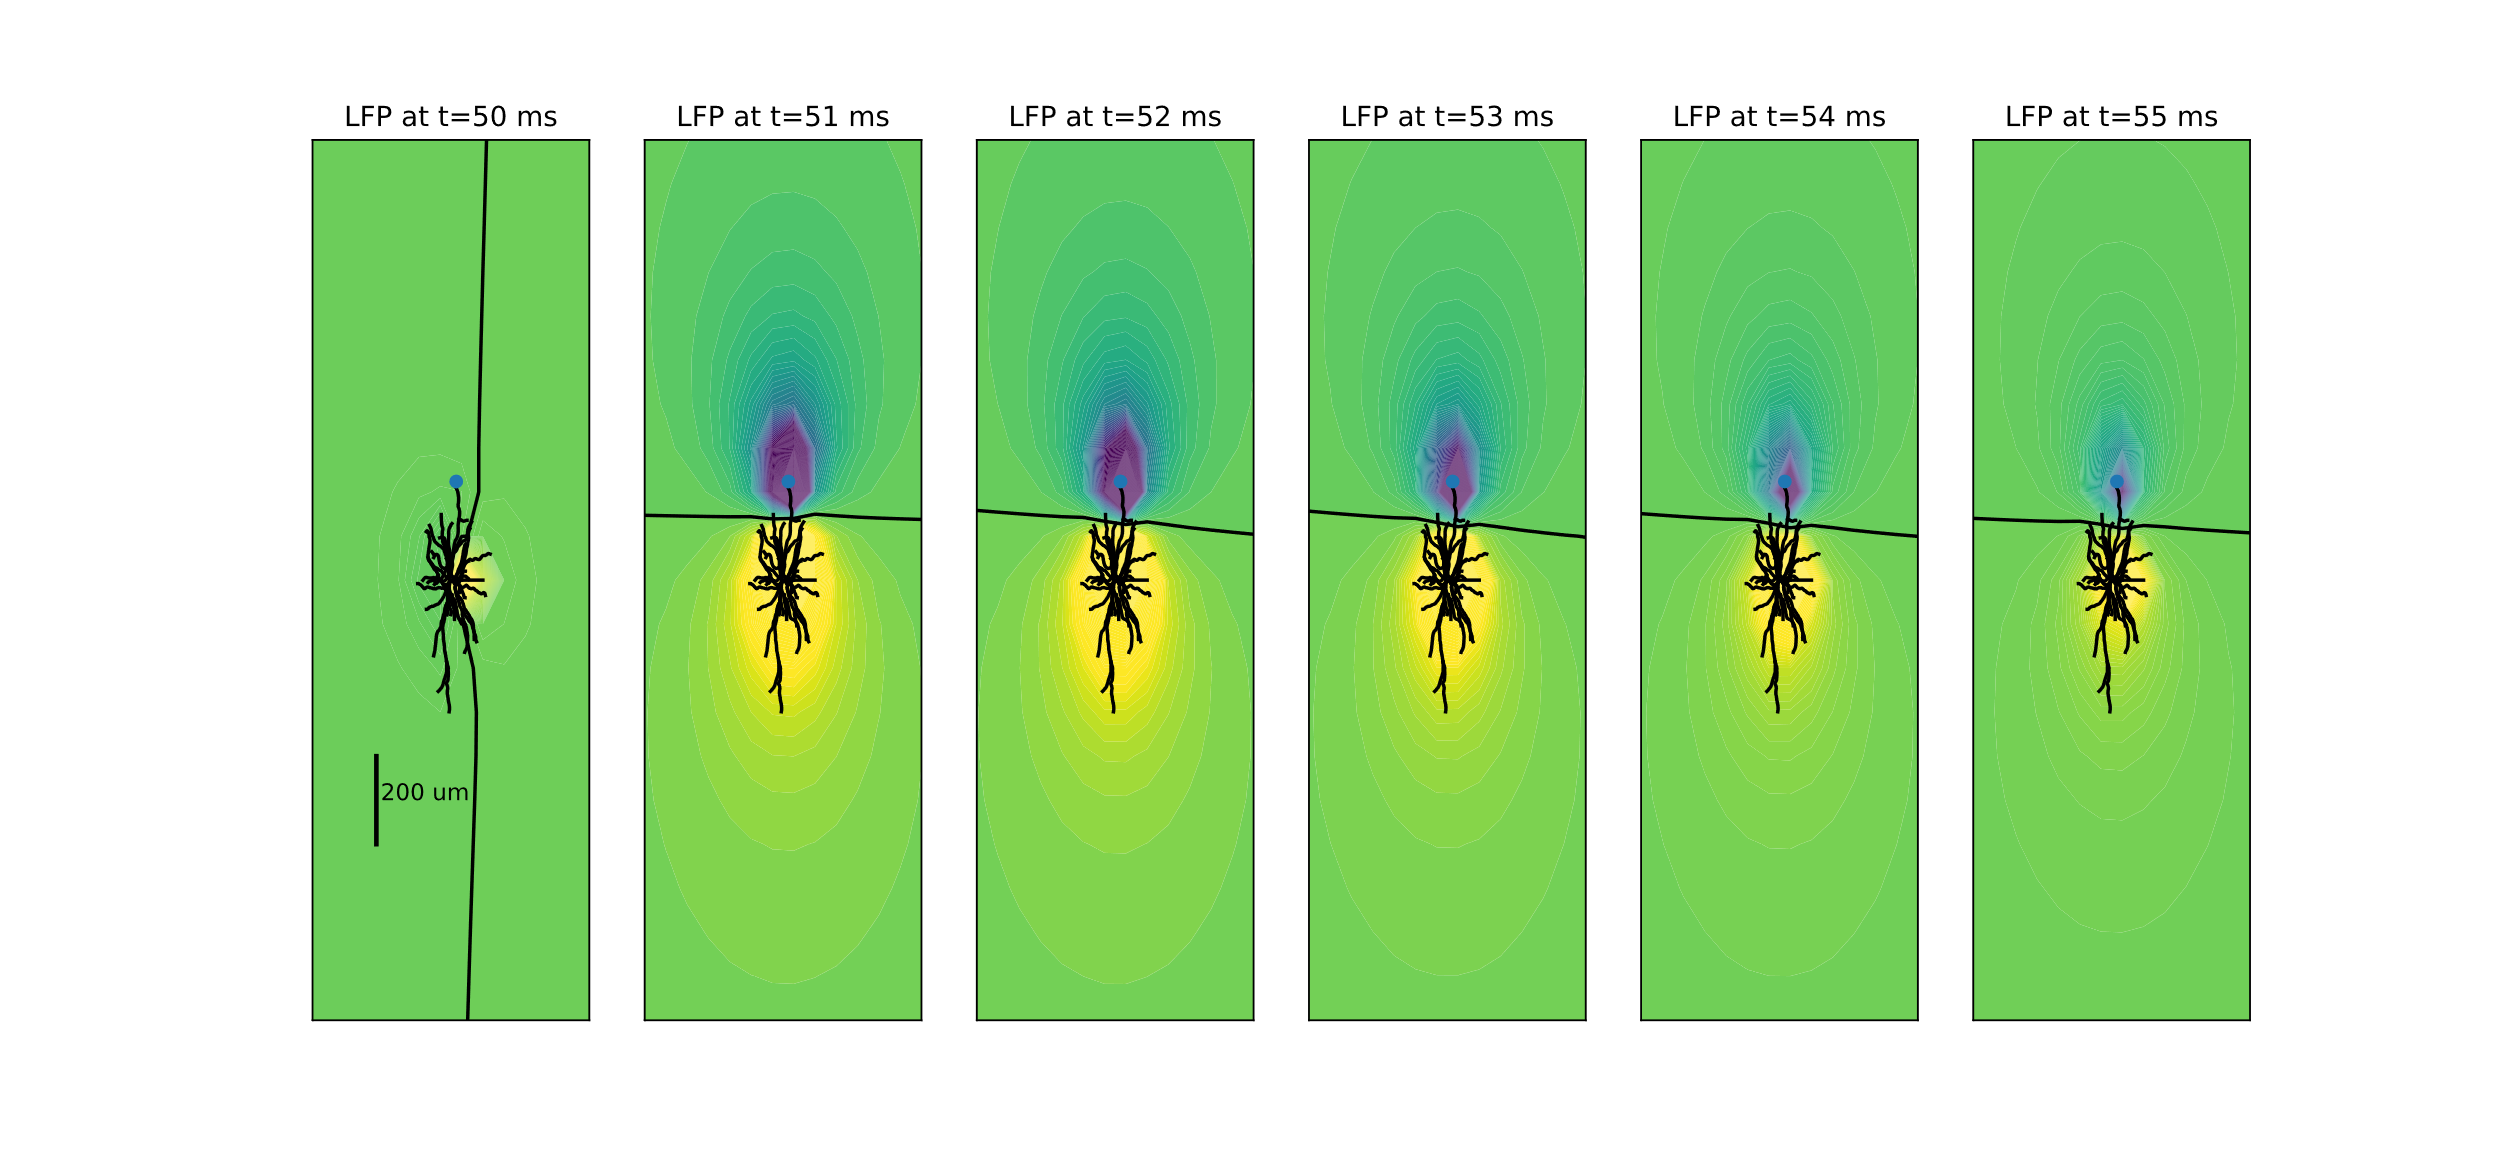 LFP at t=50 ms
LFP at t=51 ms
LFP at t=52 ms
LFP at t=53 ms
LFP at t=54 ms
LFP at t=55 ms
200 um